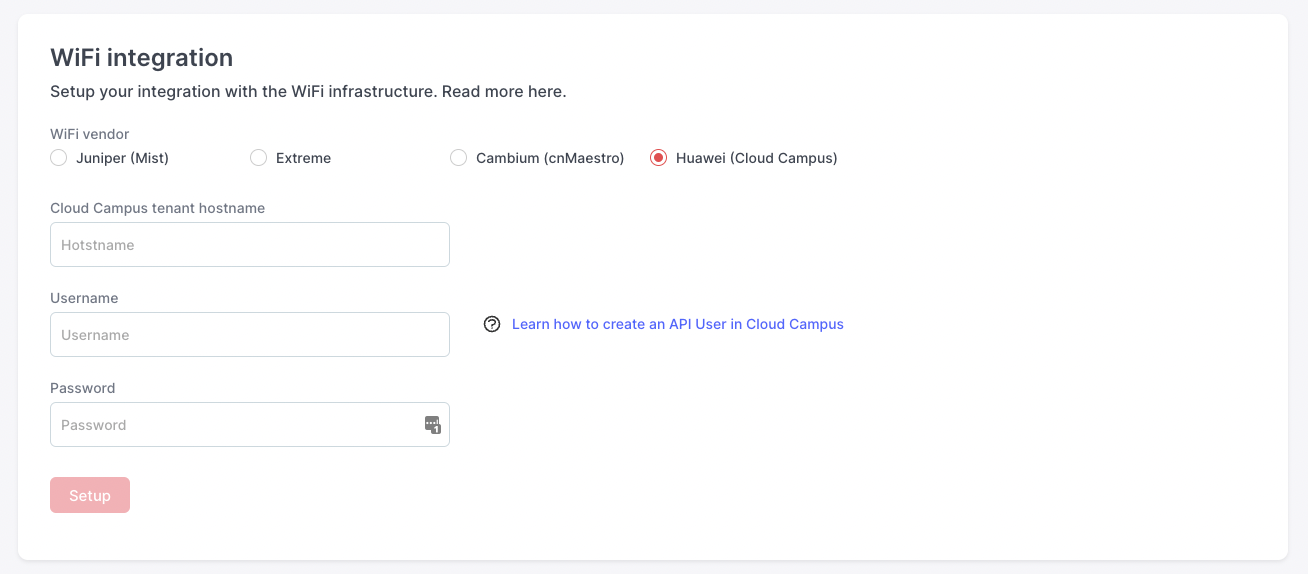 WiFi integration
Setup your integration with the WiFi infrastructure. Read more here.
WiFi vendor
Juniper (Mist) Extreme Cambium (cnMaestro) Huawei (Cloud Campus)
Cloud Campus tenant hostname
Hotstname
Username
Username
Learn how to create an API User in Cloud Campus
Password
Password
1
Setup